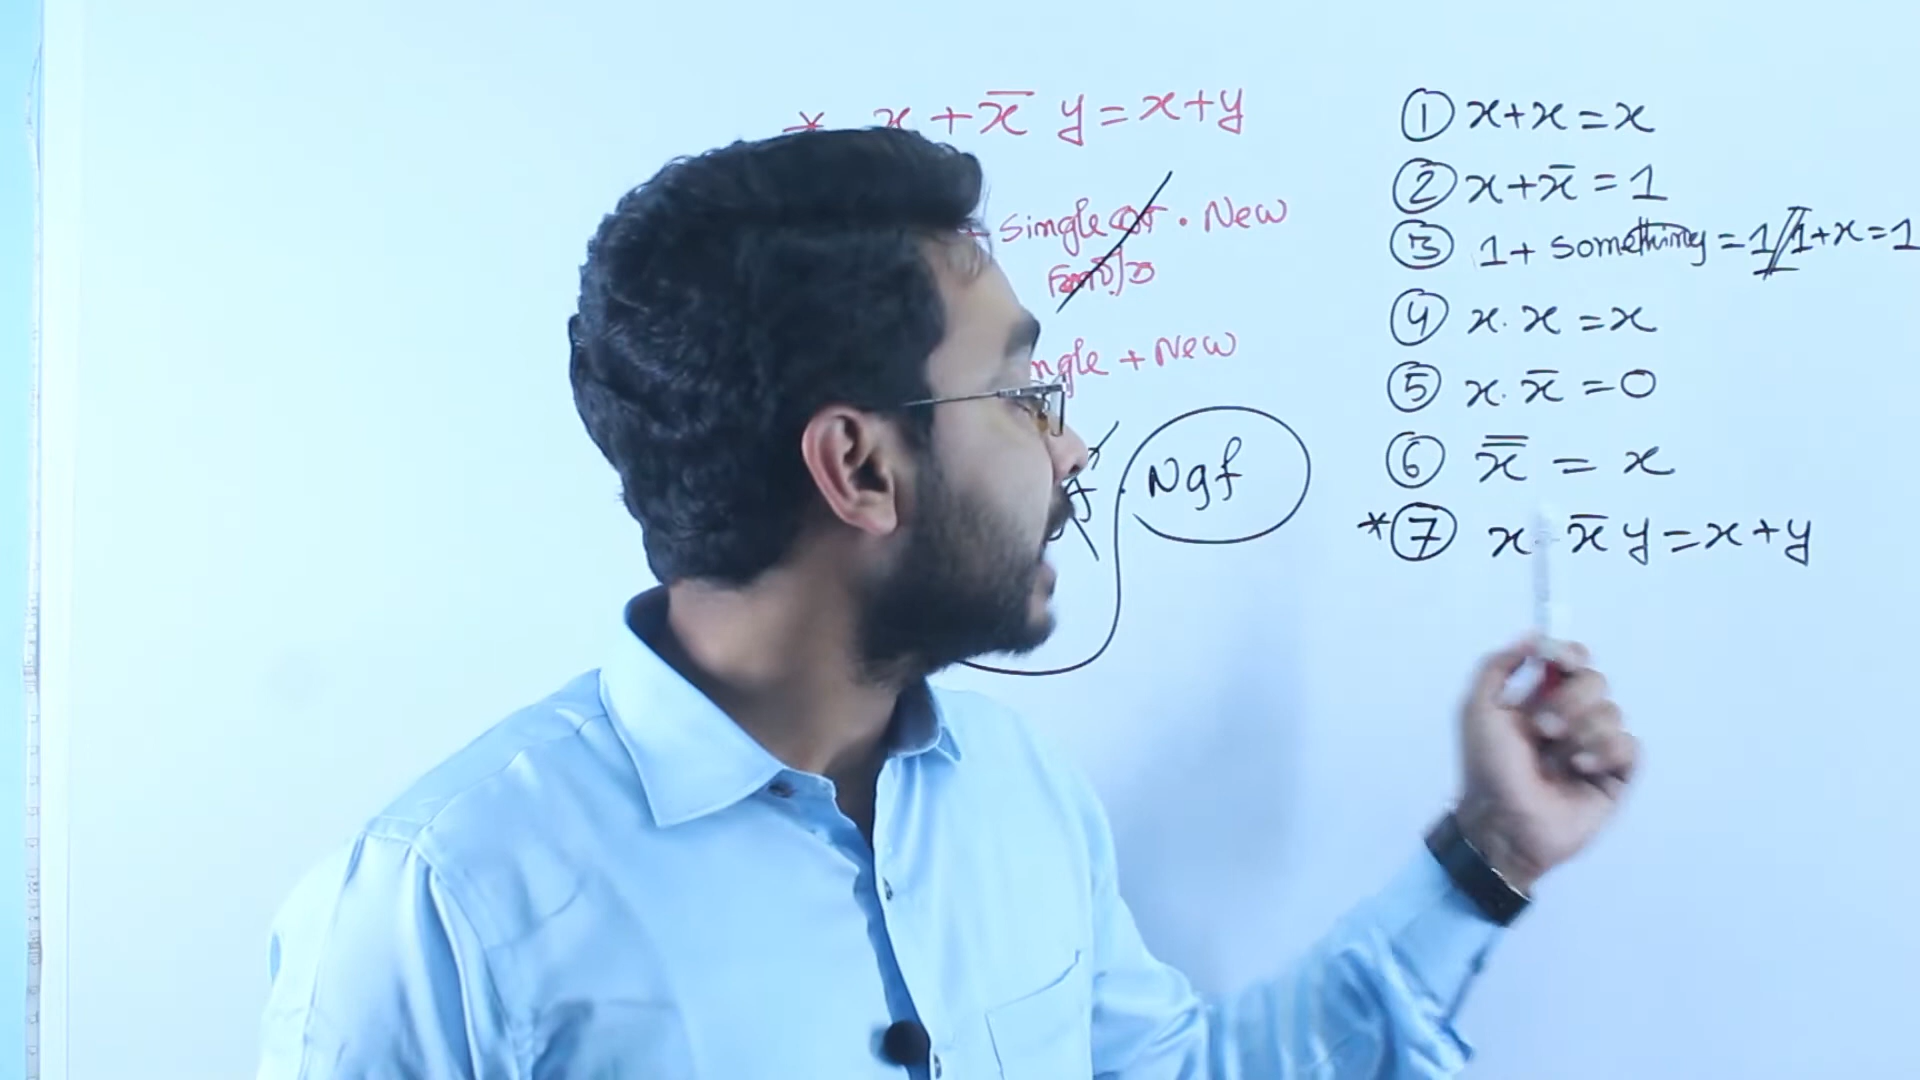 * x + x̄ y = x+y
Single . New
ngle + New
Ngf
① x+x=x
② x+x̄=1
③ 1+ something = 1 // 1+x=1
④ x.x=x
⑤ x.x̄=0
⑥ x̿ = x
*⑦ x x̄ y=x+y